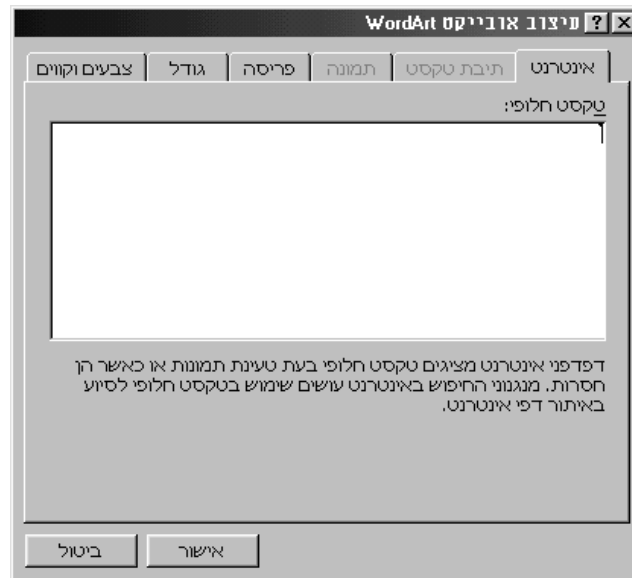 עיצוב אובייקט WordArt
צבעים וקווים גודל פריסה תמונה תיבת טקסט אינטרנט
טקסט חלופי:
דפדפני אינטרנט מציגים טקסט חלופי בעת טעינת תמונות או כאשר הן
חסרות. מנגנוני החיפוש באינטרנט עושים שימוש בטקסט חלופי לסיוע
באיתור דפי אינטרנט.
אישור ביטול